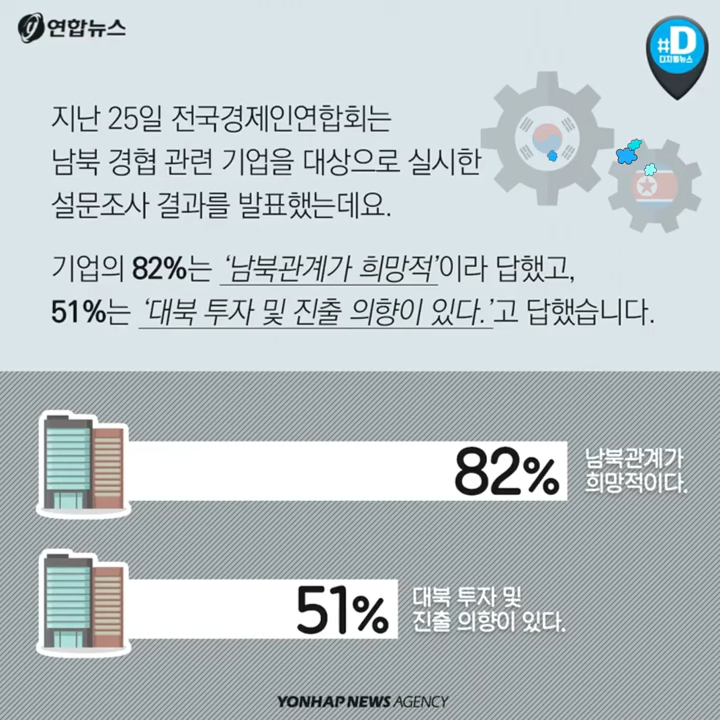 연합뉴스
#D
디지털뉴스
지난 25일 전국경제인연합회는
남북 경협 관련 기업을 대상으로 실시한
설문조사 결과를 발표했는데요.
기업의 82%는 ‘남북관계가 희망적’이라 답했고,
51%는 ‘대북 투자 및 진출 의향이 있다.’고 답했습니다.
82%
남북관계가
희망적이다.
51%
대북 투자 및
진출 의향이 있다.
YONHAP NEWS AGENCY